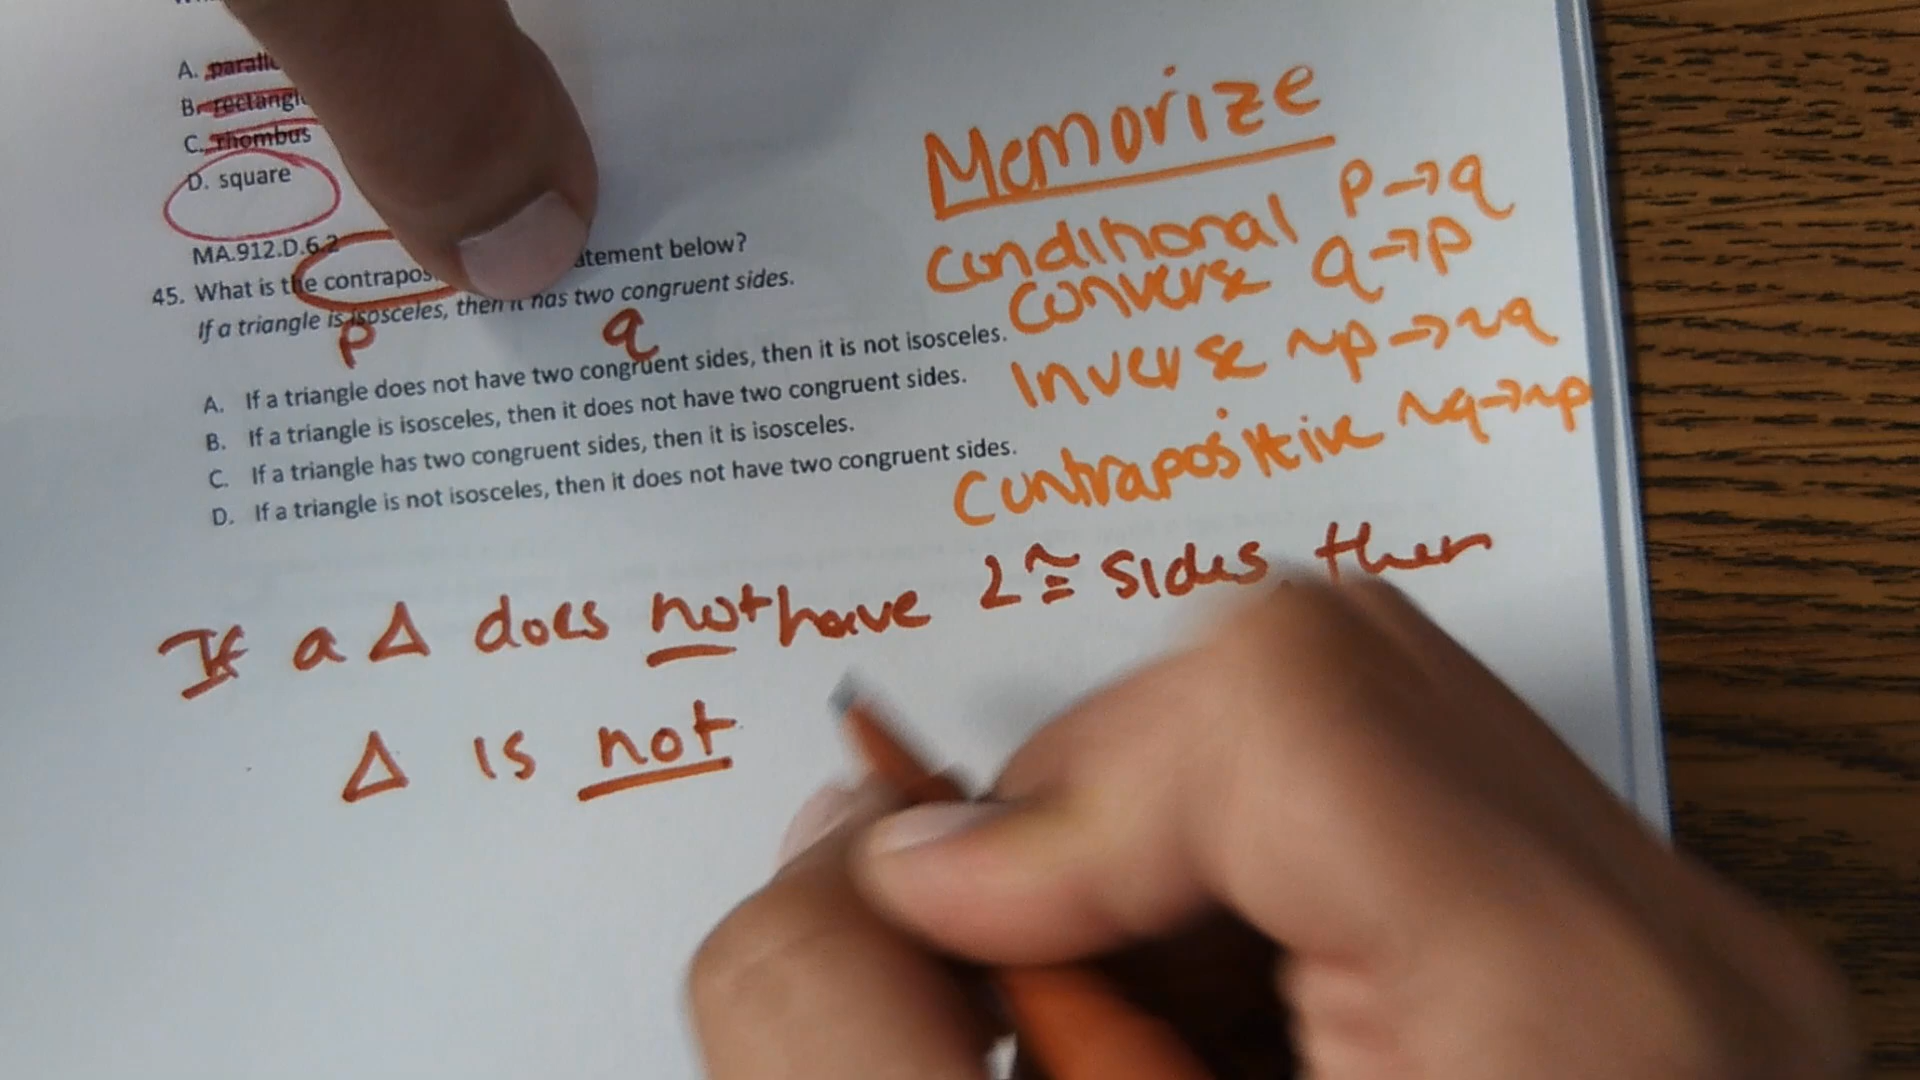 A. paralle
B. rectangle
C. rhombus
D. square
MA.912.D.6.2
45. What is the contrapos atement below?
If a triangle is isosceles, then it has two congruent sides.
p q
A. If a triangle does not have two congruent sides, then it is not isosceles.
B. If a triangle is isosceles, then it does not have two congruent sides.
C. If a triangle has two congruent sides, then it is isosceles.
D. If a triangle is not isosceles, then it does not have two congruent sides.
Memorize
Conditional p→q
Converse q→p
Inverse ~p→~q
Contrapositive ~q→~p
If a Δ does not have 2 ≅ sides, then
Δ is not